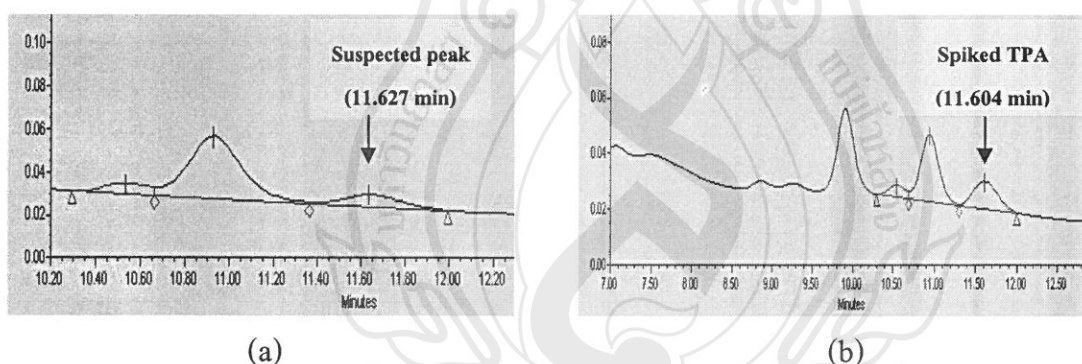 0.10
0.08
0.06
0.04
0.02
0.00
Suspected peak
(11.627 min)
10.20 10.40 10.60 10.80 11.00 11.20 11.40 11.60 11.80 12.00 12.20
Minutes
(a)
0.08
0.06
0.04
0.02
0.00
Spiked TPA
(11.604 min)
7.00 7.50 8.00 8.50 9.00 9.50 10.00 10.50 11.00 11.50 12.00 12.50
Minutes
(b)